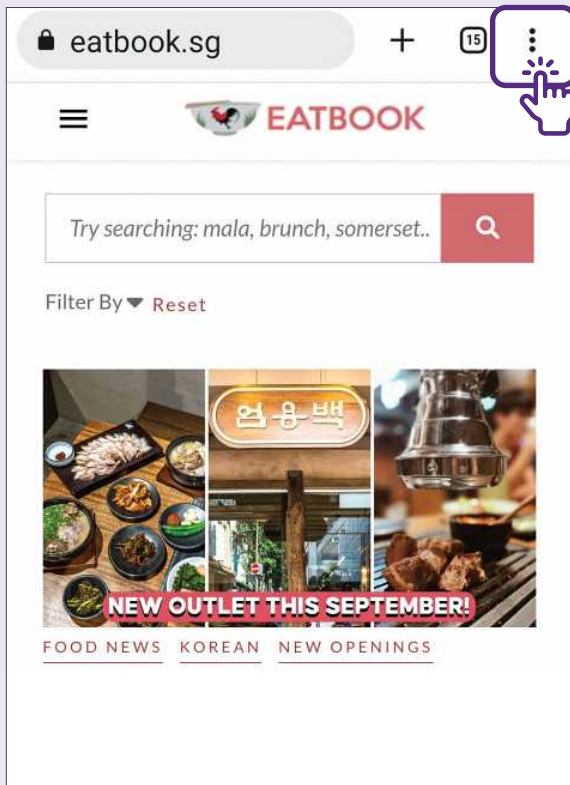 eatbook.sg
15
EATBOOK
Try searching: mala, brunch, somerset..
Filter By Reset
엄용백
NEW OUTLET THIS SEPTEMBER!
FOOD NEWS KOREAN NEW OPENINGS